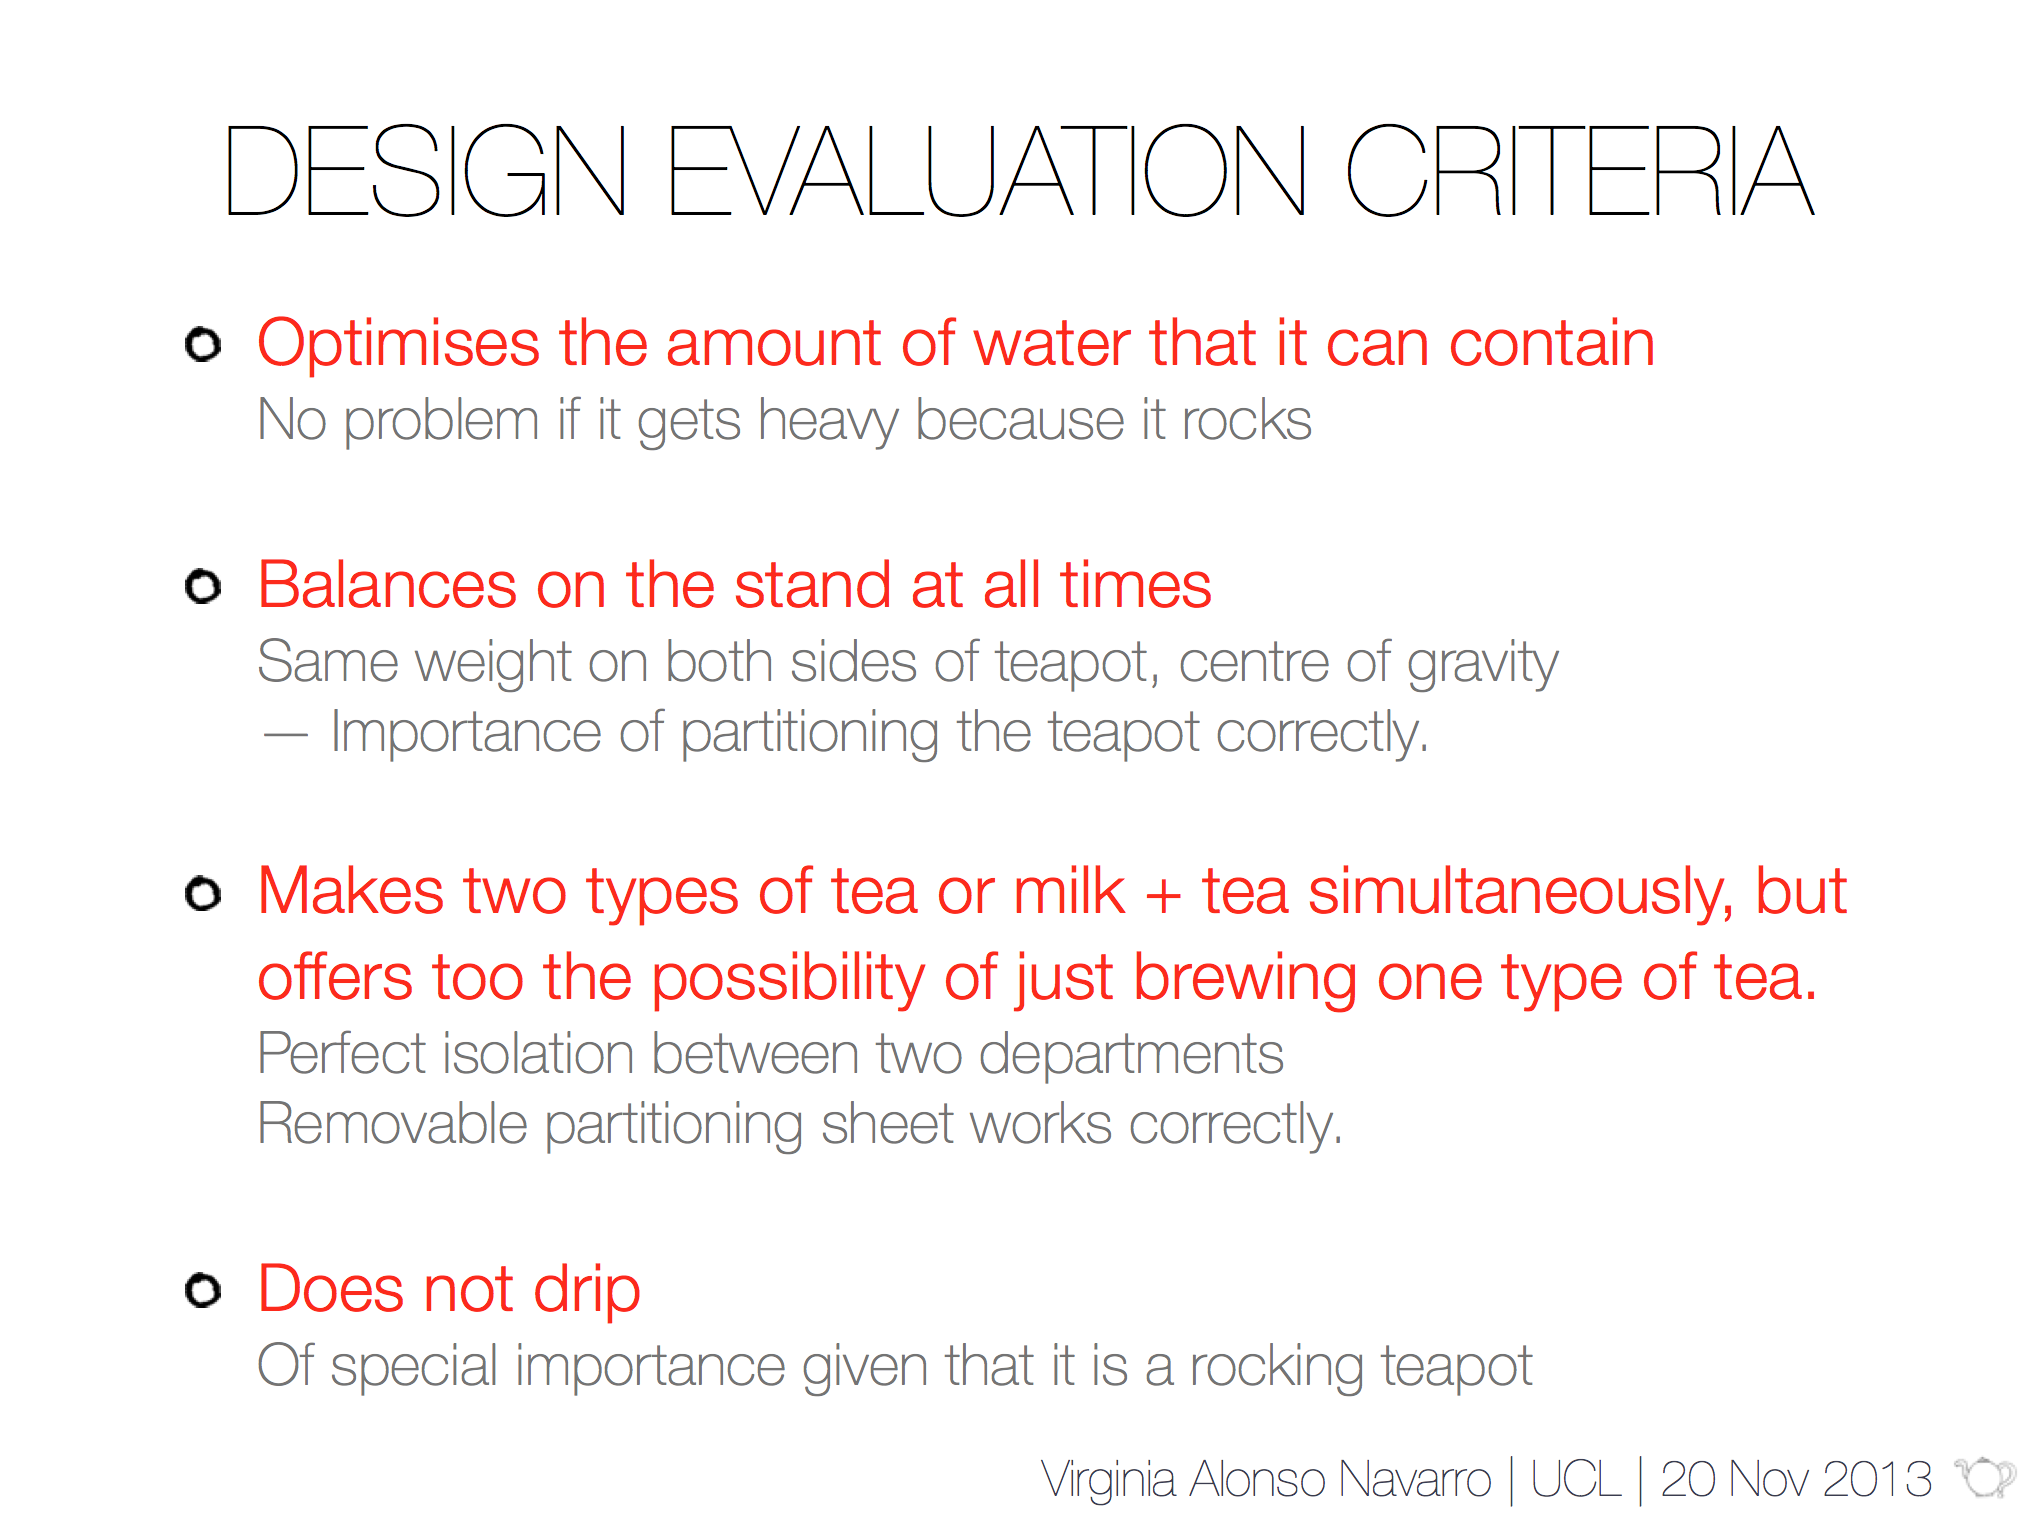 DESIGN EVALUATION CRITERIA
Optimises the amount of water that it can contain
No problem if it gets heavy because it rocks
Balances on the stand at all times
Same weight on both sides of teapot, centre of gravity
— Importance of partitioning the teapot correctly.
Makes two types of tea or milk + tea simultaneously, but
offers too the possibility of just brewing one type of tea.
Perfect isolation between two departments
Removable partitioning sheet works correctly.
Does not drip
Of special importance given that it is a rocking teapot
Virginia Alonso Navarro | UCL | 20 Nov 2013